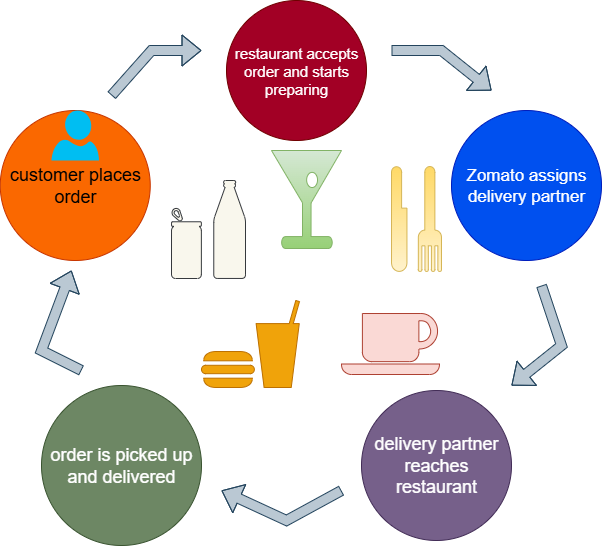 restaurant accepts
order and starts
preparing
customer places
order
Zomato assigns
delivery partner
delivery partner
reaches
restaurant
order is picked up
and delivered